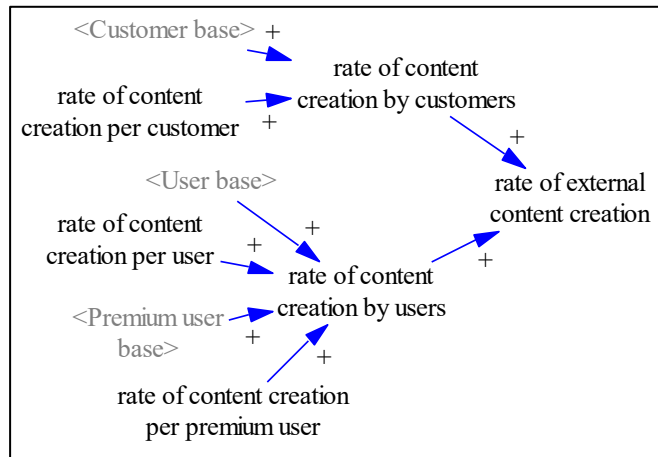 <Customer base> +
rate of content
creation by customers
rate of content
creation per customer
+
+
<User base>
rate of external
content creation
rate of content
creation per user
+
+
+
rate of content
creation by users
<Premium user
base>
+
+
rate of content creation
per premium user